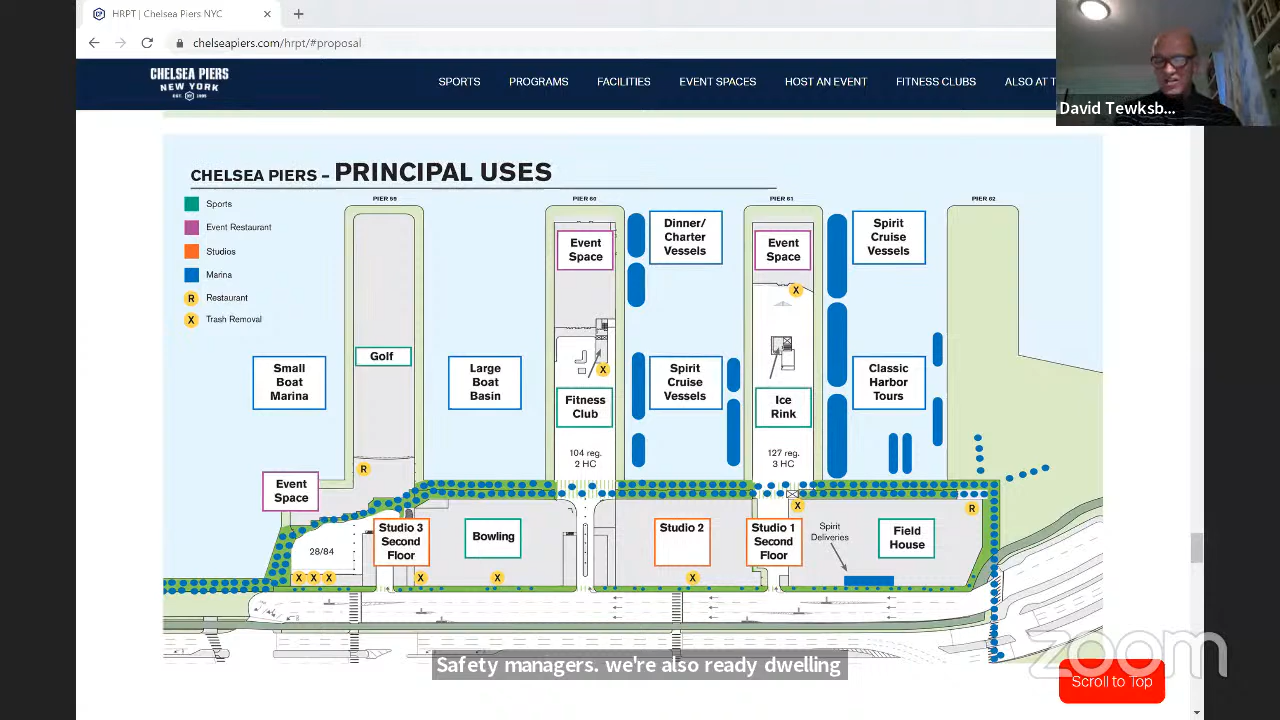 HRPT | Chelsea Piers NYC
chelseapiers.com/hrpt/#proposal
CHELSEA PIERS
NEW YORK
SPORTS PROGRAMS FACILITIES EVENT SPACES HOST AN EVENT FITNESS CLUBS ALSO AT T
David Tewksb...
CHELSEA PIERS – PRINCIPAL USES
Sports
Event Restaurant
Studios
Marina
R Restaurant
X Trash Removal
PIER 59
PIER 60
PIER 61
PIER 62
Event
Space
Dinner/
Charter
Vessels
Event
Space
Spirit
Cruise
Vessels
X
Small
Boat
Marina
Golf
Large
Boat
Basin
X
Fitness
Club
Spirit
Cruise
Vessels
Ice
Rink
Classic
Harbor
Tours
104 reg.
2 HC
127 reg.
3 HC
R
Event
Space
X
R
Studio 3
Second
Floor
Bowling
Studio 2
Studio 1
Second
Floor
Spirit
Deliveries
Field
House
28/84
X X X
X
X
X
Safety managers. we're also ready dwelling
zoom
Scroll to Top